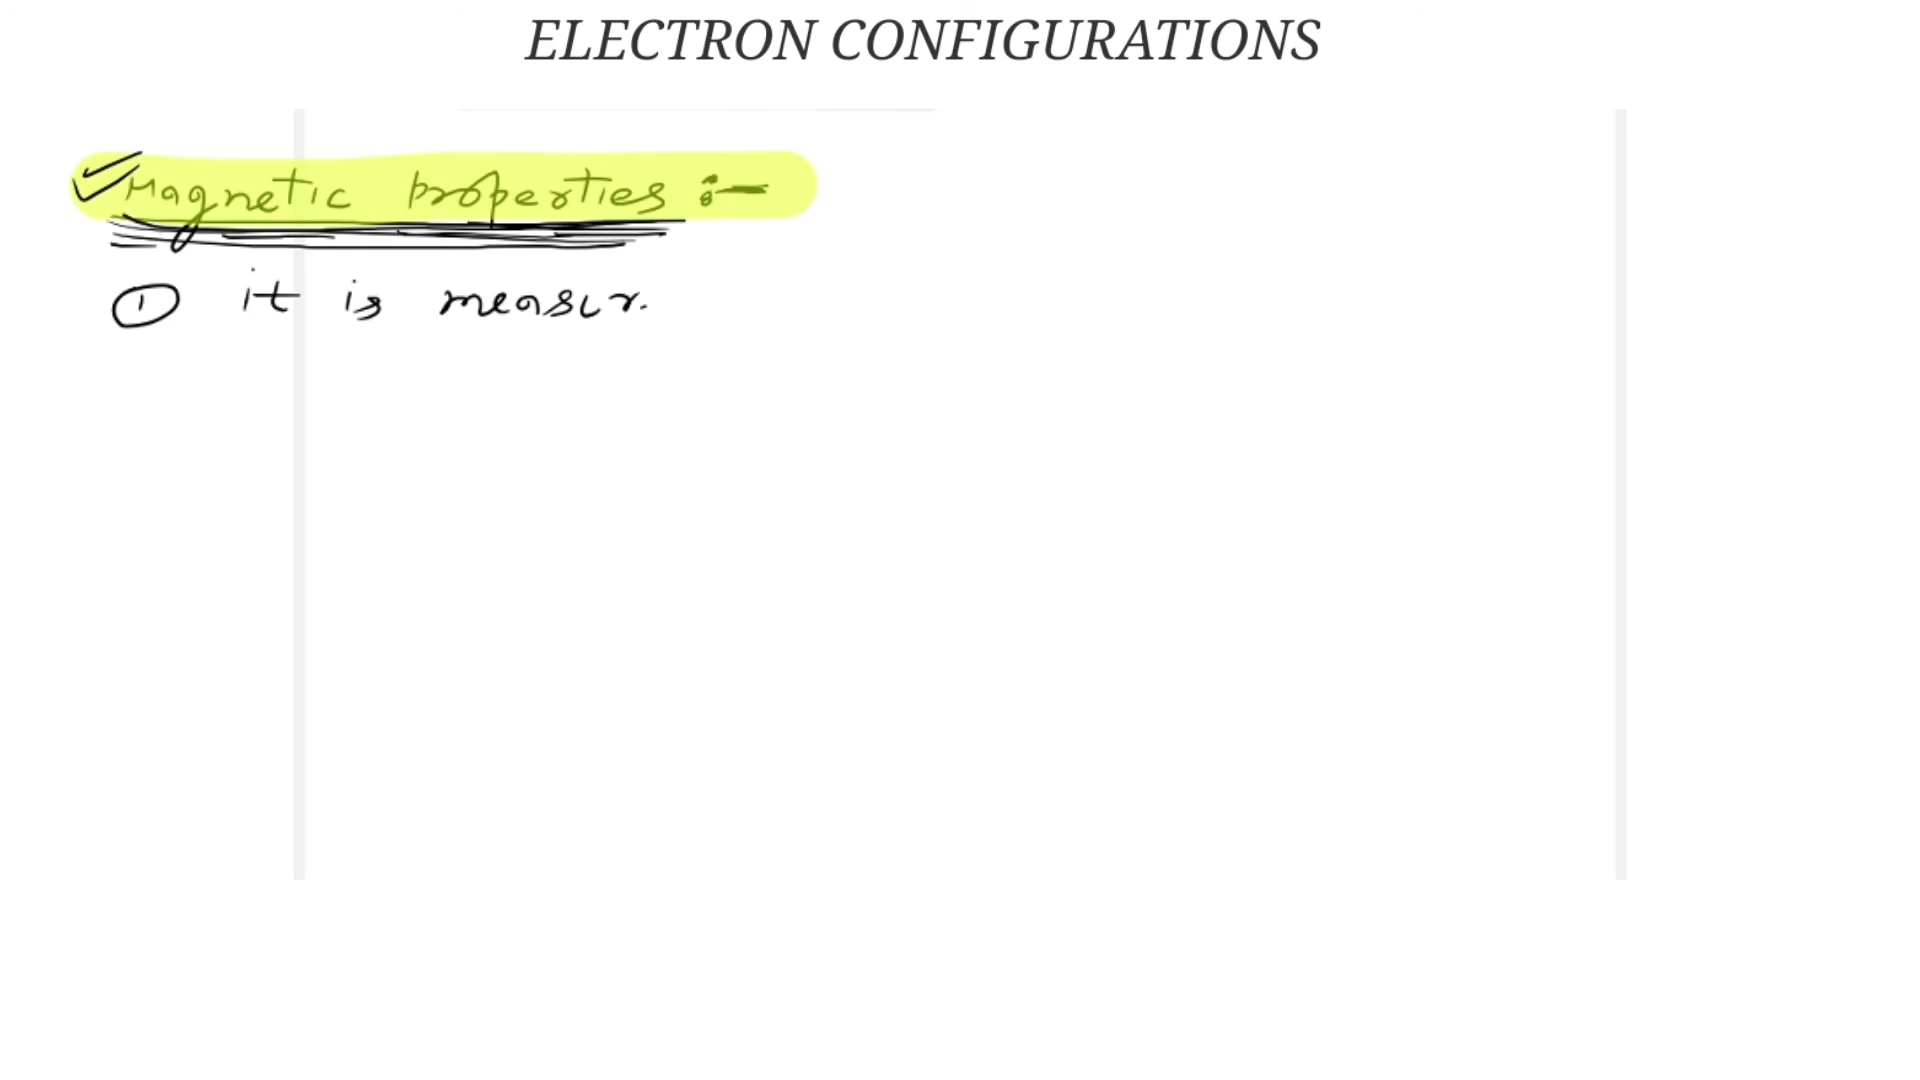 ELECTRON CONFIGURATIONS
Magnetic properties :-
① it is measur.